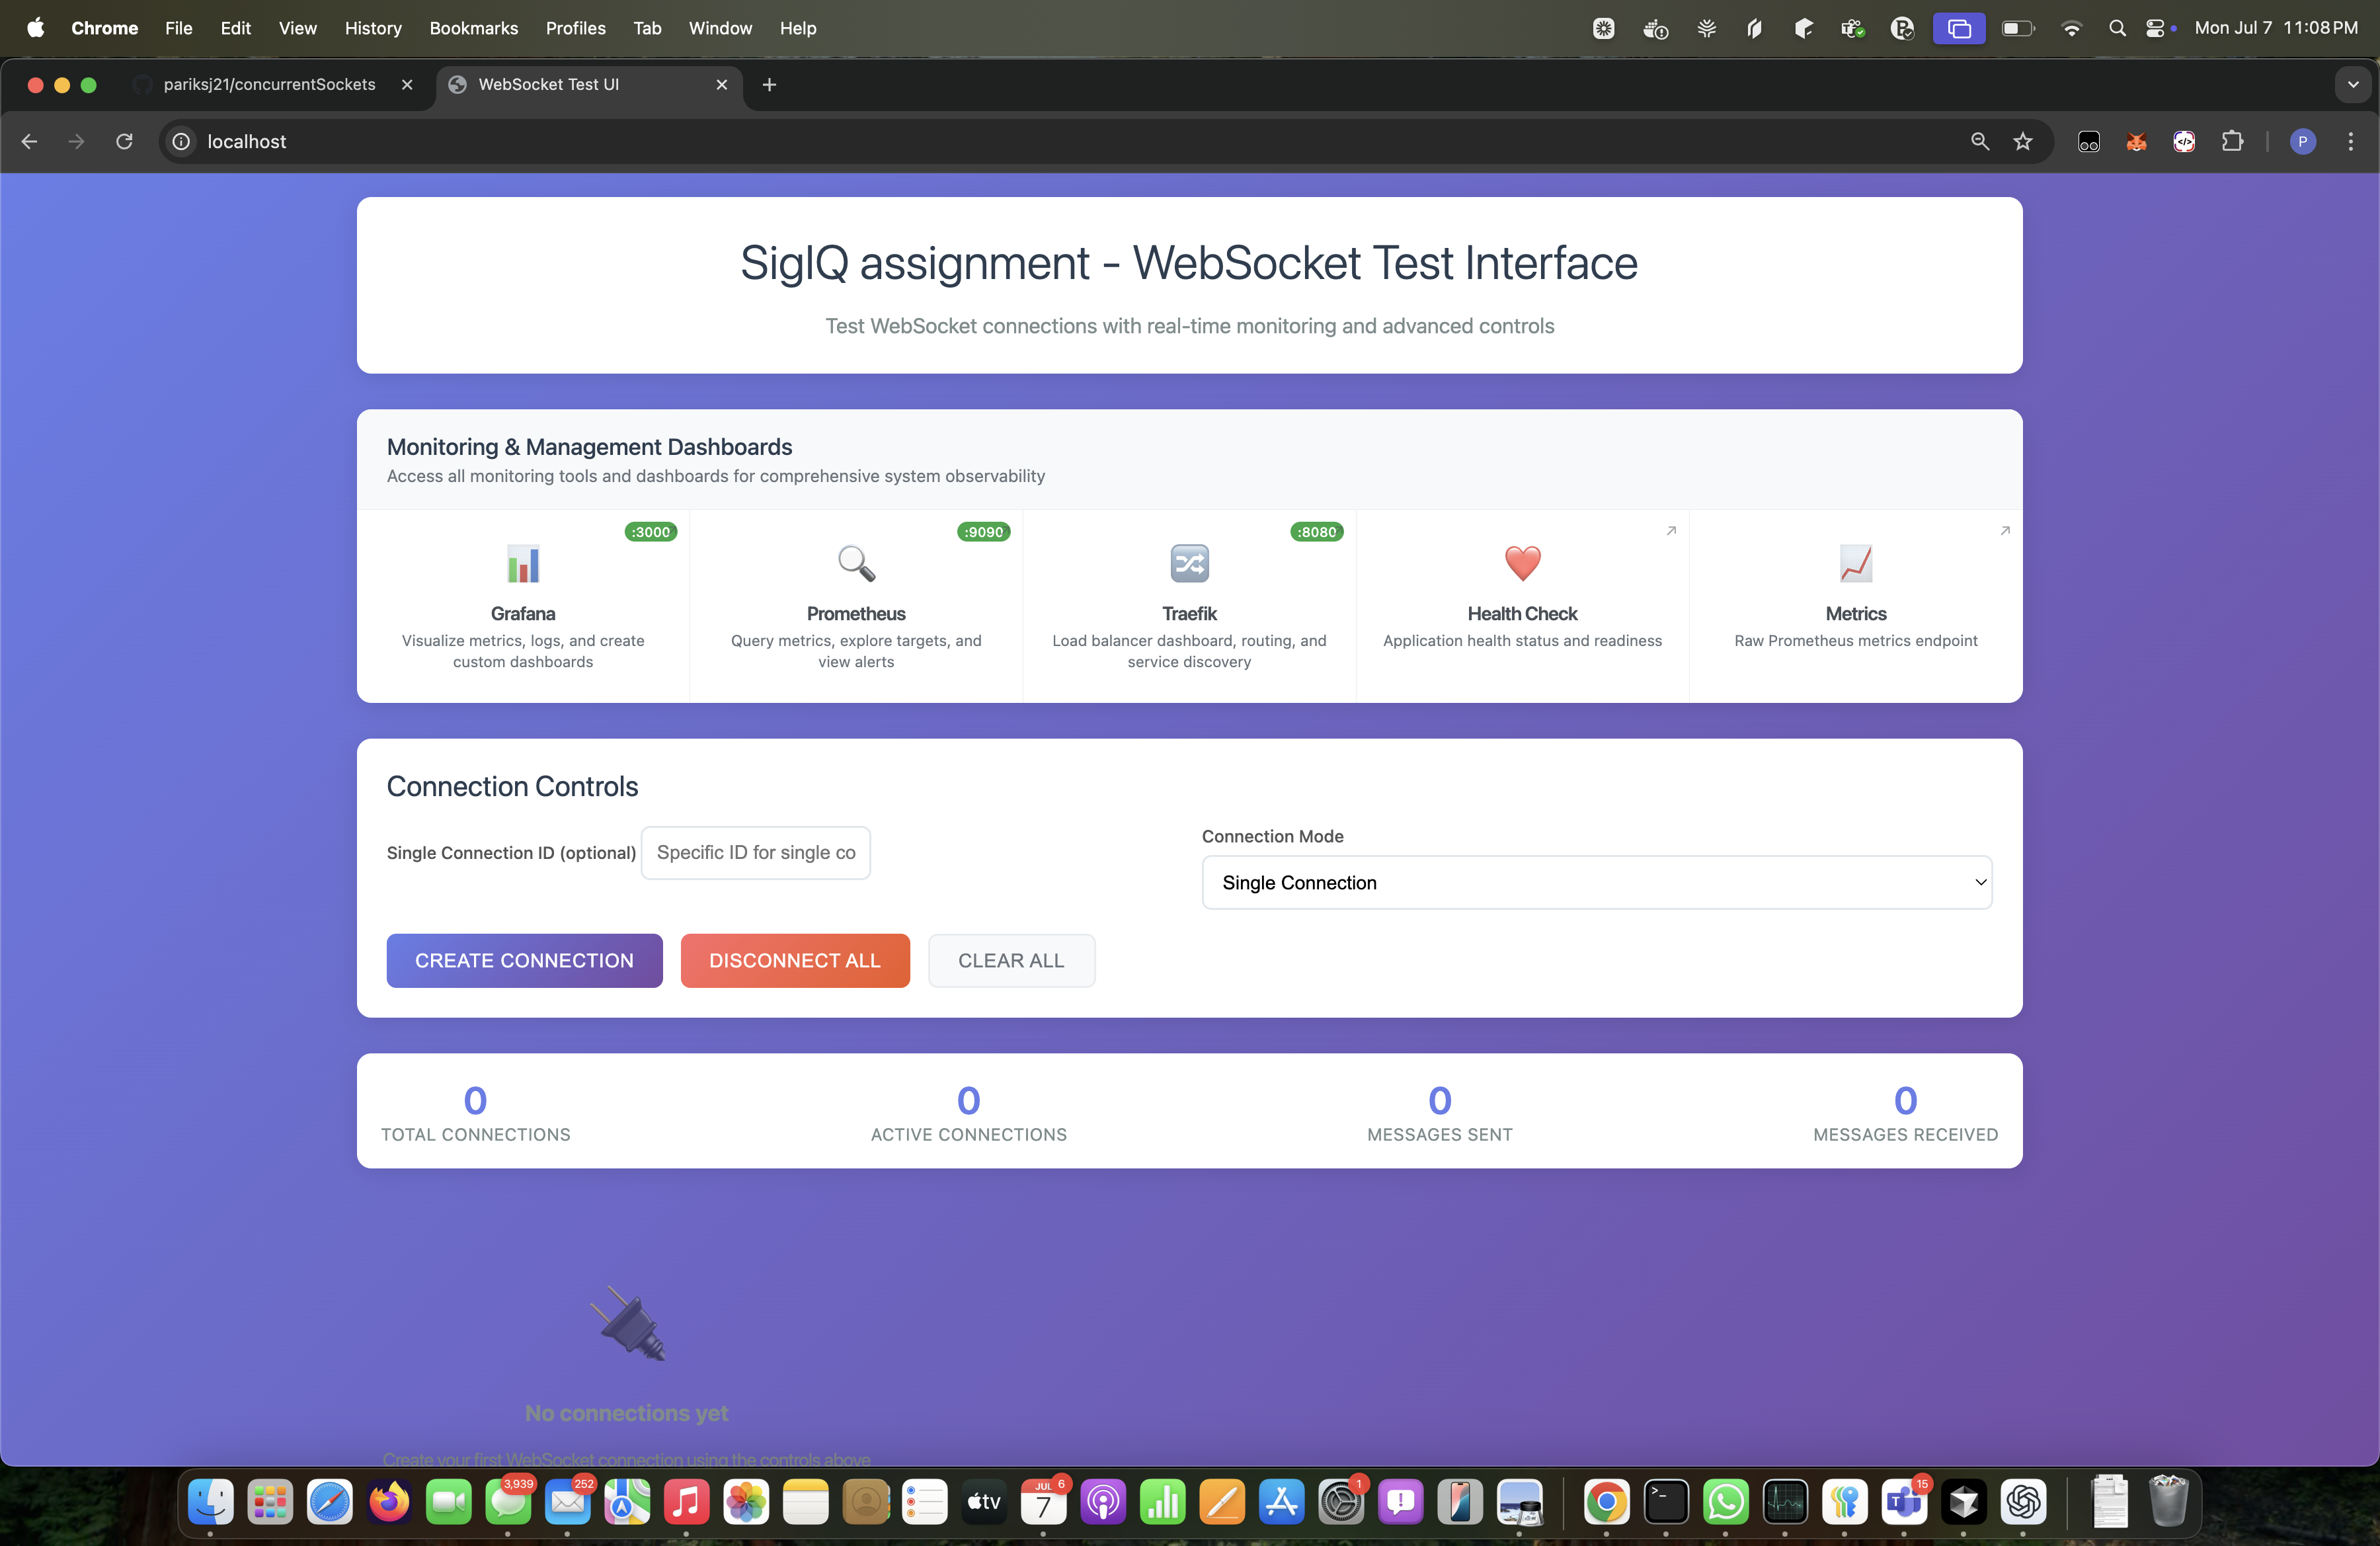 Chrome File Edit View History Bookmarks Profiles Tab Window Help Mon Jul 7 11:08 PM
pariksj21/concurrentSockets
WebSocket Test UI
localhost
P
SigIQ assignment - WebSocket Test Interface
Test WebSocket connections with real-time monitoring and advanced controls
Monitoring & Management Dashboards
Access all monitoring tools and dashboards for comprehensive system observability
:3000
Grafana
Visualize metrics, logs, and create
custom dashboards
:9090
Prometheus
Query metrics, explore targets, and
view alerts
:8080
Traefik
Load balancer dashboard, routing, and
service discovery
Health Check
Application health status and readiness
Metrics
Raw Prometheus metrics endpoint
Connection Controls
Single Connection ID (optional)
Specific ID for single co
Connection Mode
Single Connection
CREATE CONNECTION
DISCONNECT ALL
CLEAR ALL
0
TOTAL CONNECTIONS
0
ACTIVE CONNECTIONS
0
MESSAGES SENT
0
MESSAGES RECEIVED
No connections yet
Create your first WebSocket connection using the controls above
3,939
252
tv
JUL
7
6
1
T
15